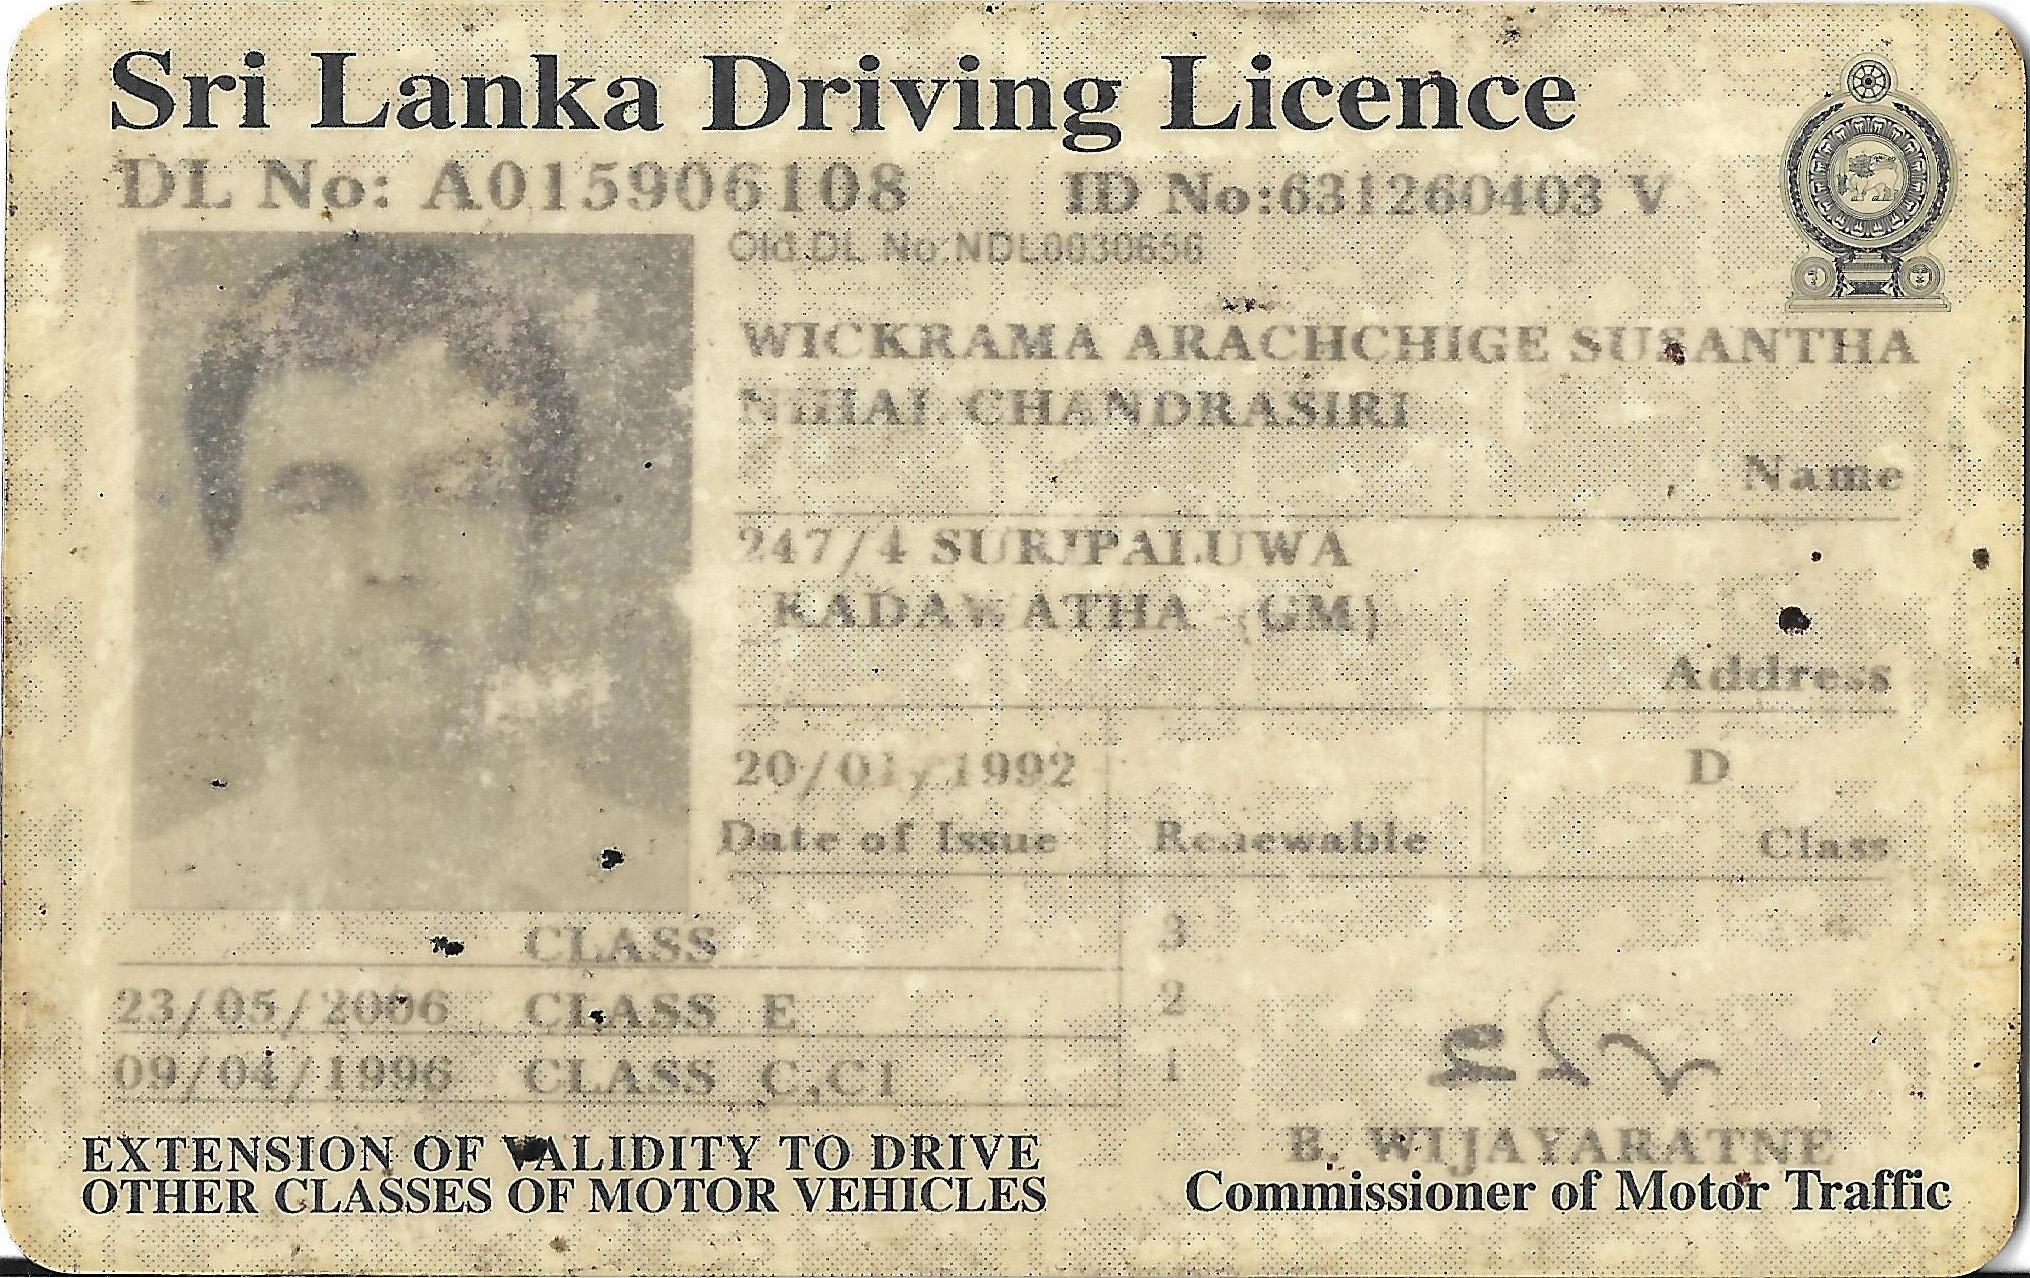 Sri Lanka Driving Licence
DL No: A015906108 ID No:631260403 V
Old DL No NDL0030656
WICKRAMA ARACHCHIGE SUSANTHA
NIHAL CHANDRASIRI
Name
247/4 SURIPALUWA
KADAWATHA (GM)
Address
20/01/1992 D
Date of Issue Renewable Class
CLASS 3
23/05/2006 CLASS E 2
09/04/1996 CLASS C,C1 1
B. WIJAYARATNE
EXTENSION OF VALIDITY TO DRIVE
OTHER CLASSES OF MOTOR VEHICLES
Commissioner of Motor Traffic